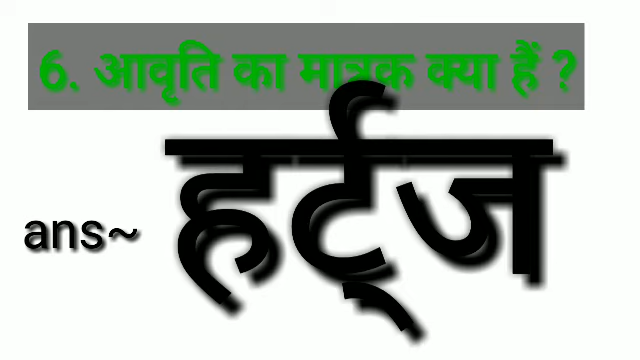 6. आवृति का मात्रक क्या हैं ?
ans~ हर्ट्ज